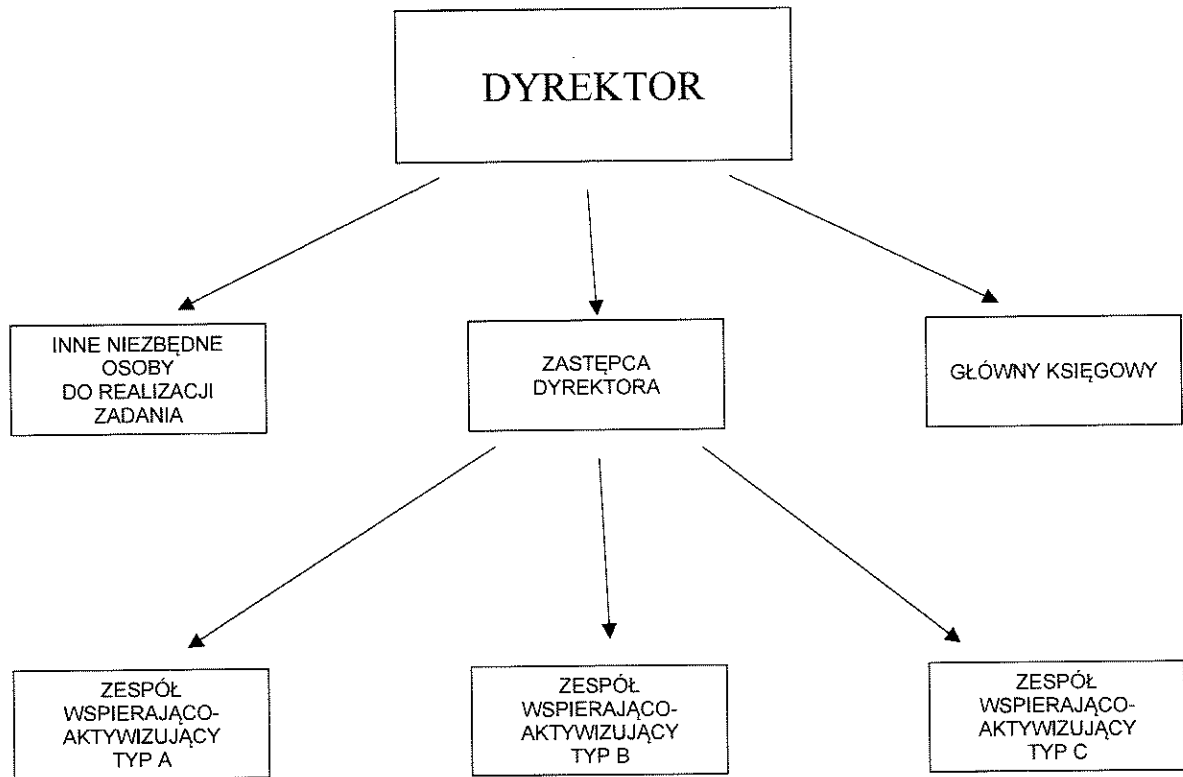 DYREKTOR
INNE NIEZBĘDNE
OSOBY
DO REALIZACJI
ZADANIA
ZASTĘPCA
DYREKTORA
GŁÓWNY KSIĘGOWY
ZESPÓŁ
WSPIERAJĄCO-
AKTYWIZUJĄCY
TYP A
ZESPÓŁ
WSPIERAJĄCO-
AKTYWIZUJĄCY
TYP B
ZESPÓŁ
WSPIERAJĄCO-
AKTYWIZUJĄCY
TYP C